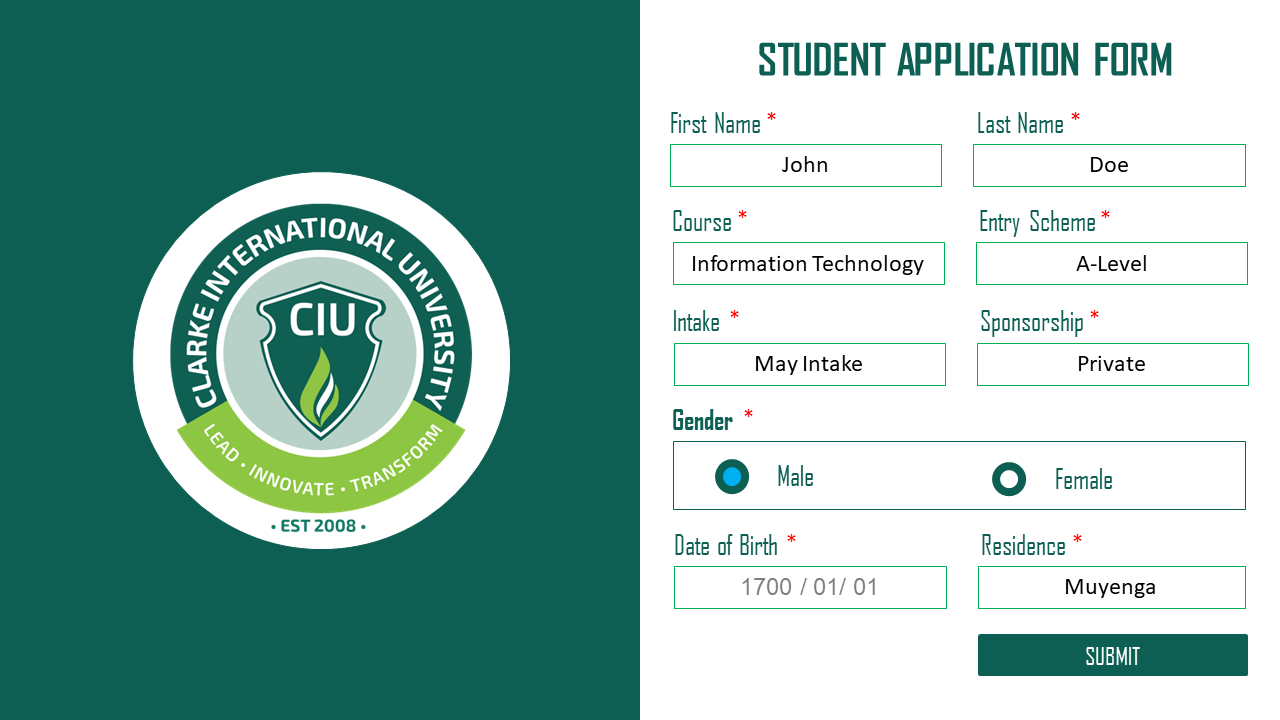 CLARKE INTERNATIONAL UNIVERSITY
CIU
LEAD • INNOVATE • TRANSFORM
• EST 2008 •
STUDENT APPLICATION FORM
First Name * Last Name *
John Doe
Course * Entry Scheme *
Information Technology A-Level
Intake * Sponsorship *
May Intake Private
Gender *
Male Female
Date of Birth * Residence *
1700 / 01/ 01 Muyenga
SUBMIT